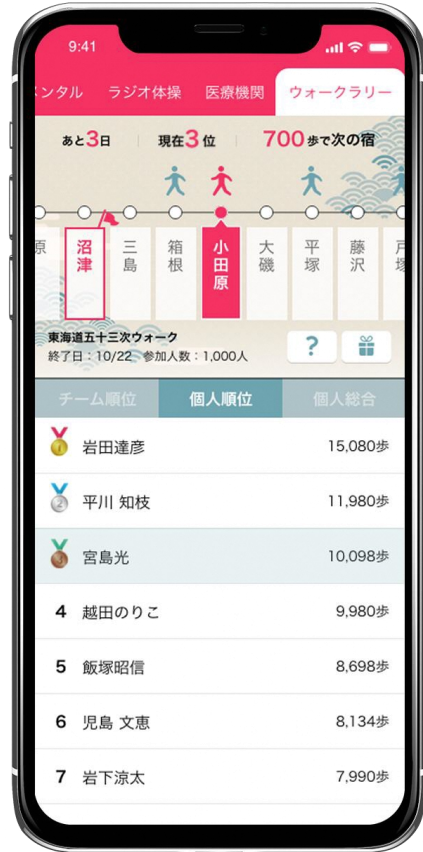 9:41
ンタル ラジオ体操 医療機関 ウォークラリー
あと3日 現在3位 700歩で次の宿
原 沼津 三島 箱根 小田原 大磯 平塚 藤沢 戸塚
東海道五十三次ウォーク
終了日:10/22 参加人数:1,000人
?
チーム順位 個人順位 個人総合
1 岩田達彦 15,080歩
2 平川 知枝 11,980歩
3 宮島光 10,098歩
4 越田のりこ 9,980歩
5 飯塚昭信 8,698歩
6 児島 文恵 8,134歩
7 岩下涼太 7,990歩